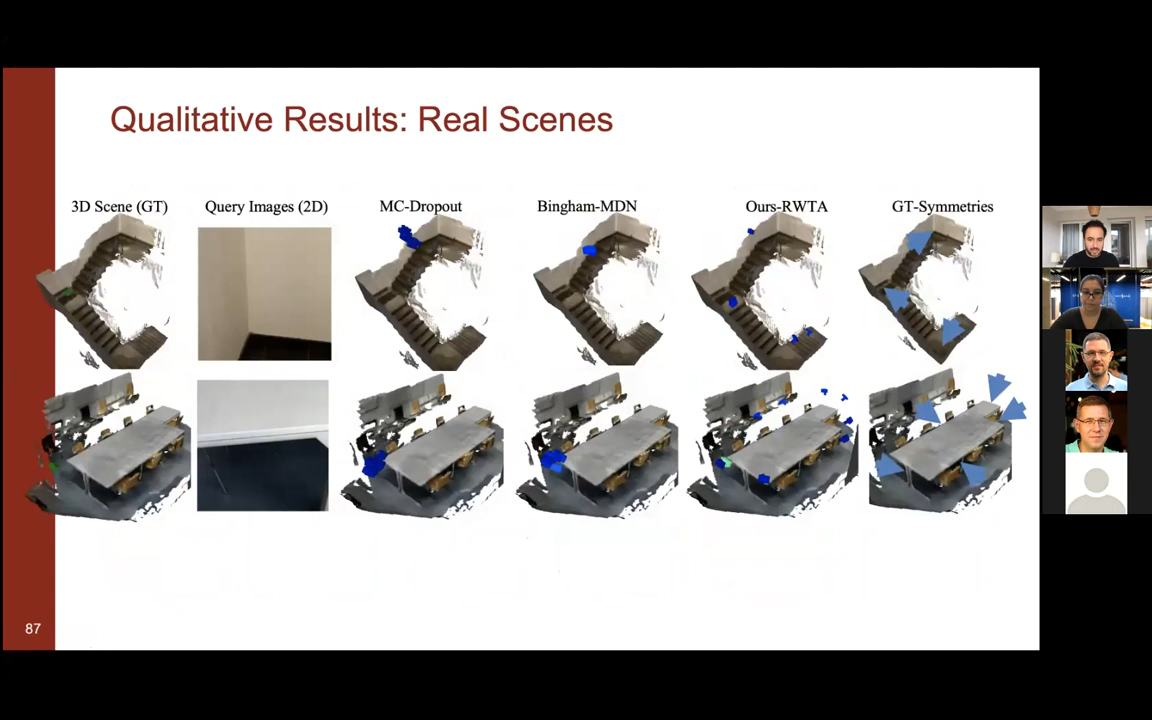 Qualitative Results: Real Scenes
3D Scene (GT) Query Images (2D) MC-Dropout Bingham-MDN Ours-RWTA GT-Symmetries
87